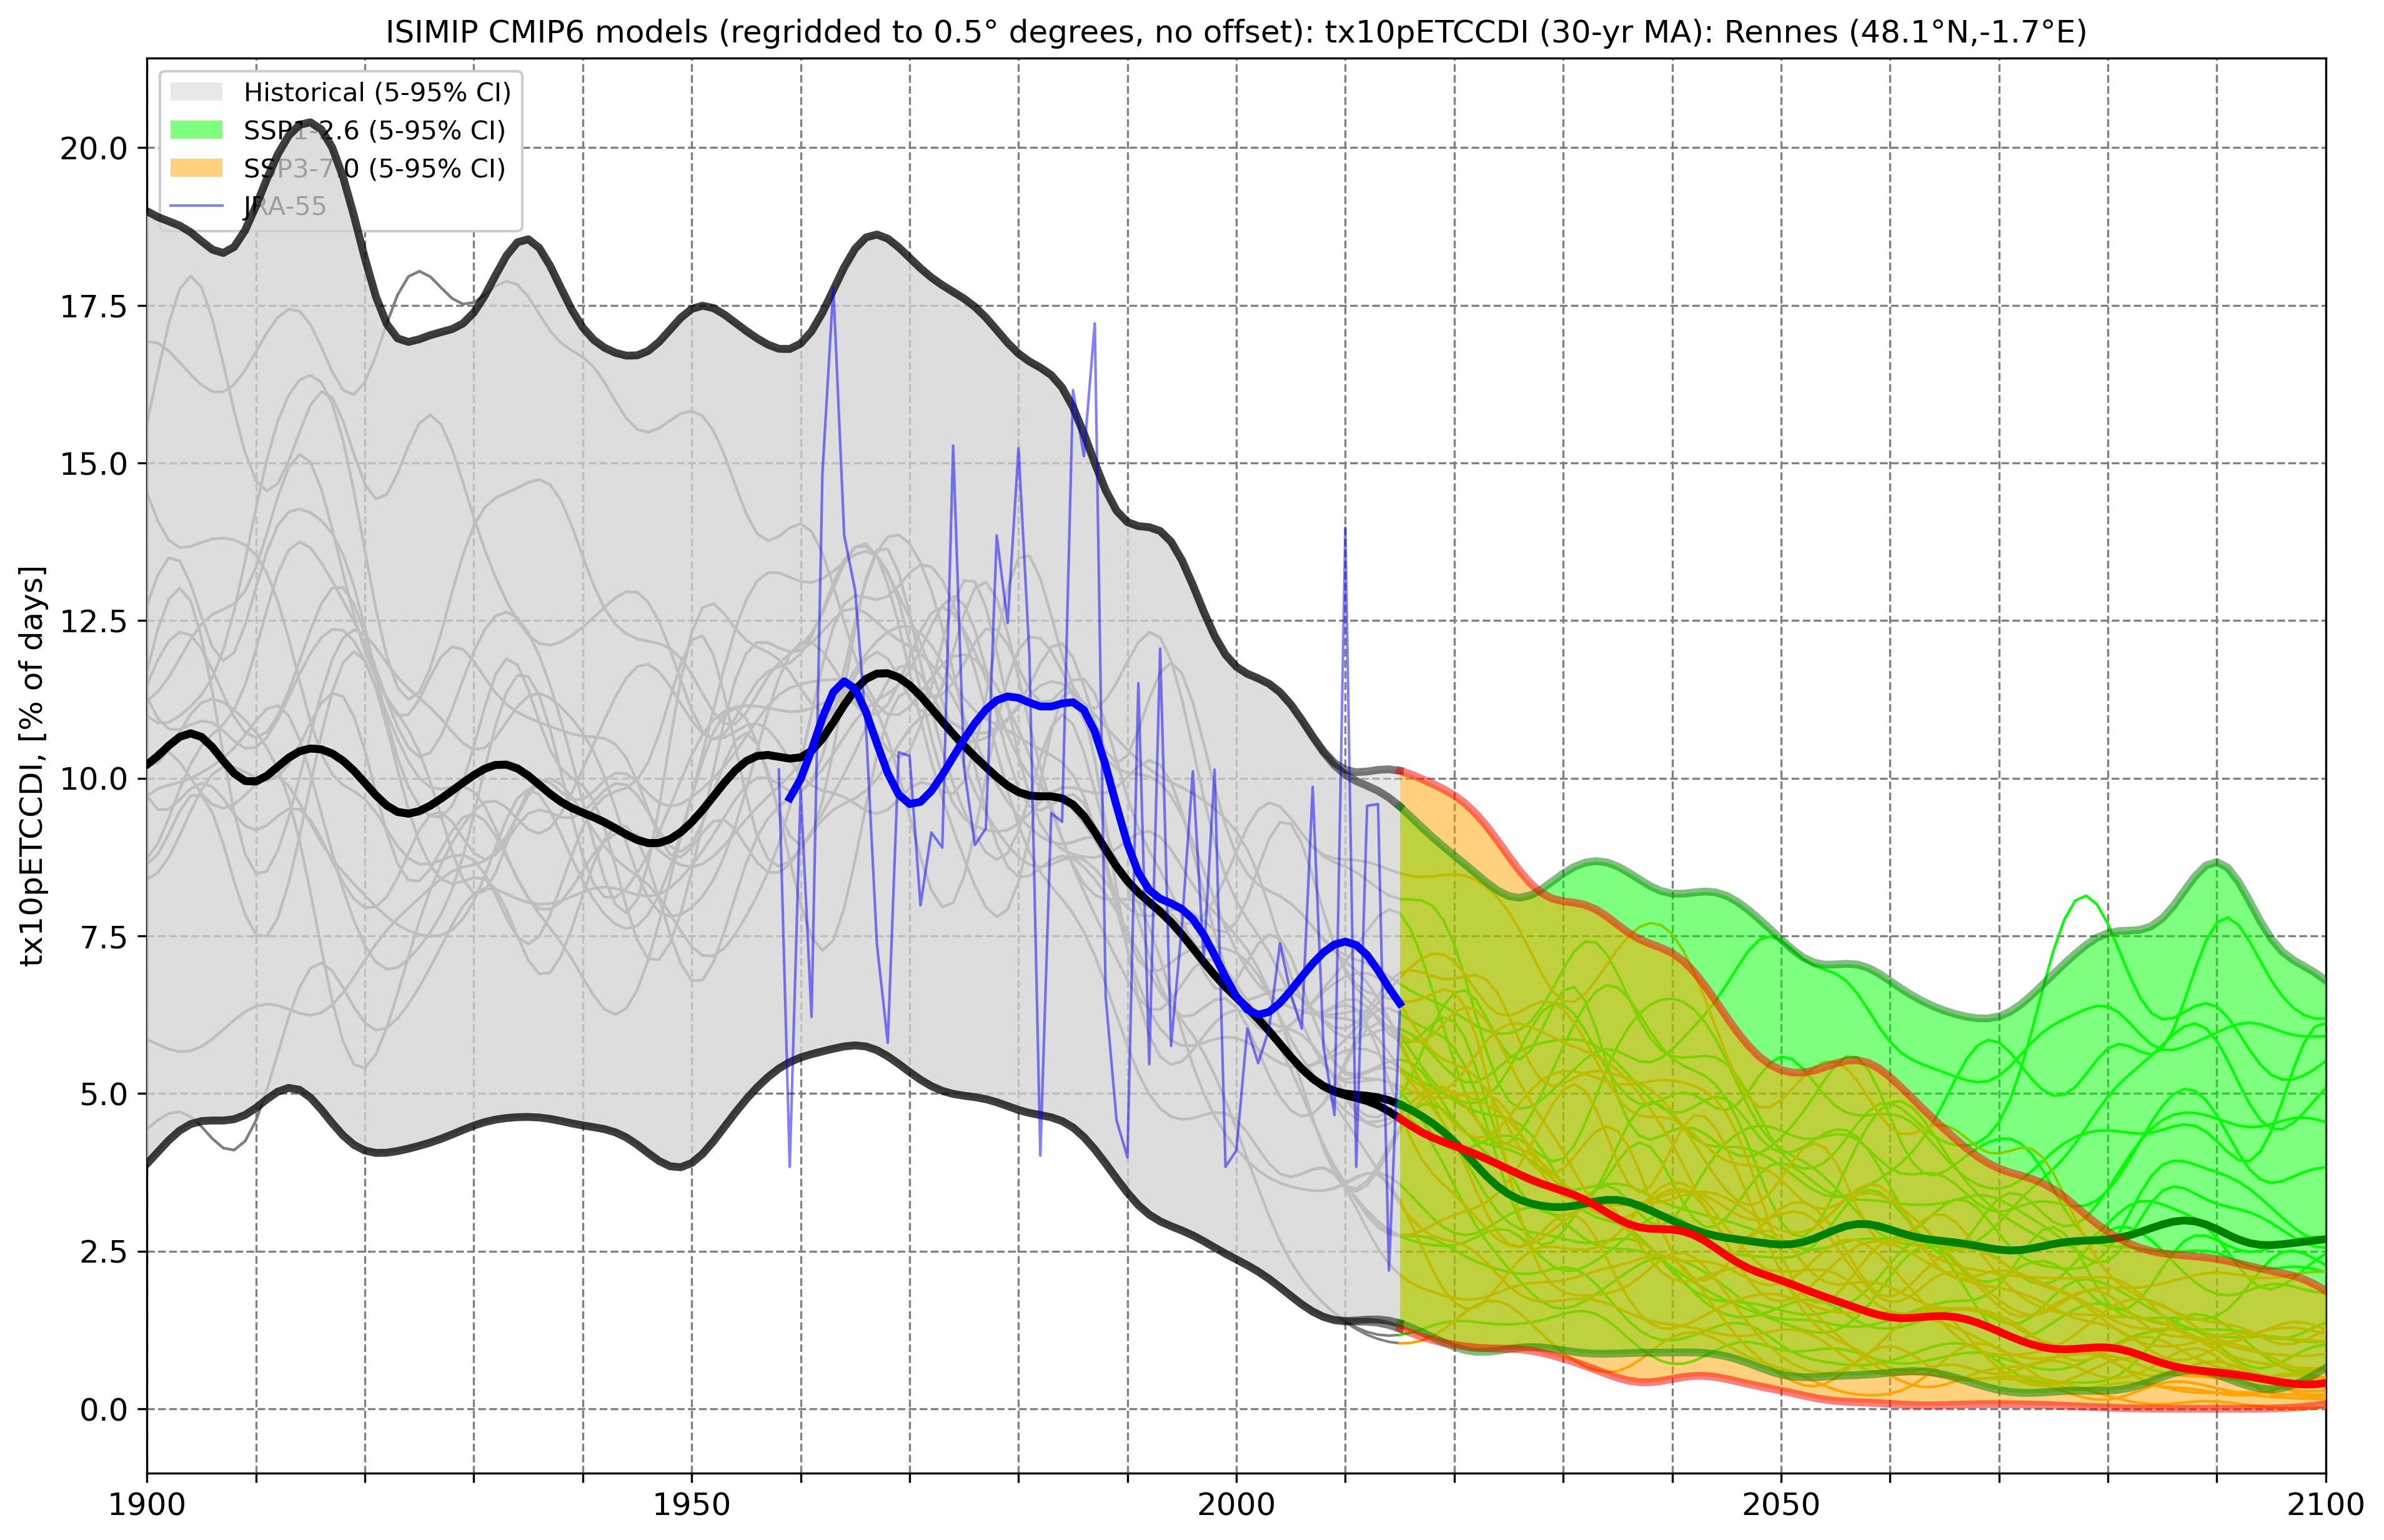 ISIMIP CMIP6 models (regridded to 0.5° degrees, no offset): tx10pETCCDI (30-yr MA): Rennes (48.1°N,-1.7°E)
Historical (5-95% CI)
SSP1-2.6 (5-95% CI)
SSP3-7.0 (5-95% CI)
JRA-55
tx10pETCCDI, [% of days]
20.0
17.5
15.0
12.5
10.0
7.5
5.0
2.5
0.0
1900 1950 2000 2050 2100